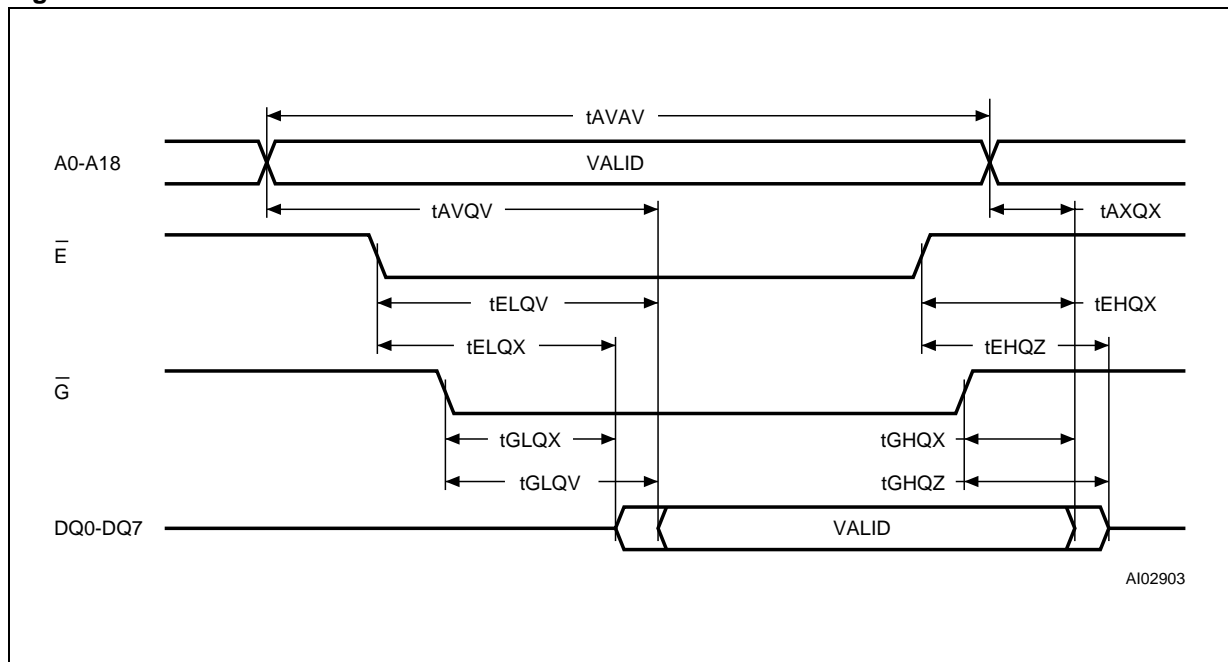 tAVAV
A0-A18
VALID
tAVQV
tAXQX
E
tELQV
tEHQX
tELQX
tEHQZ
G
tGLQX
tGHQX
tGLQV
tGHQZ
DQ0-DQ7
VALID
AI02903